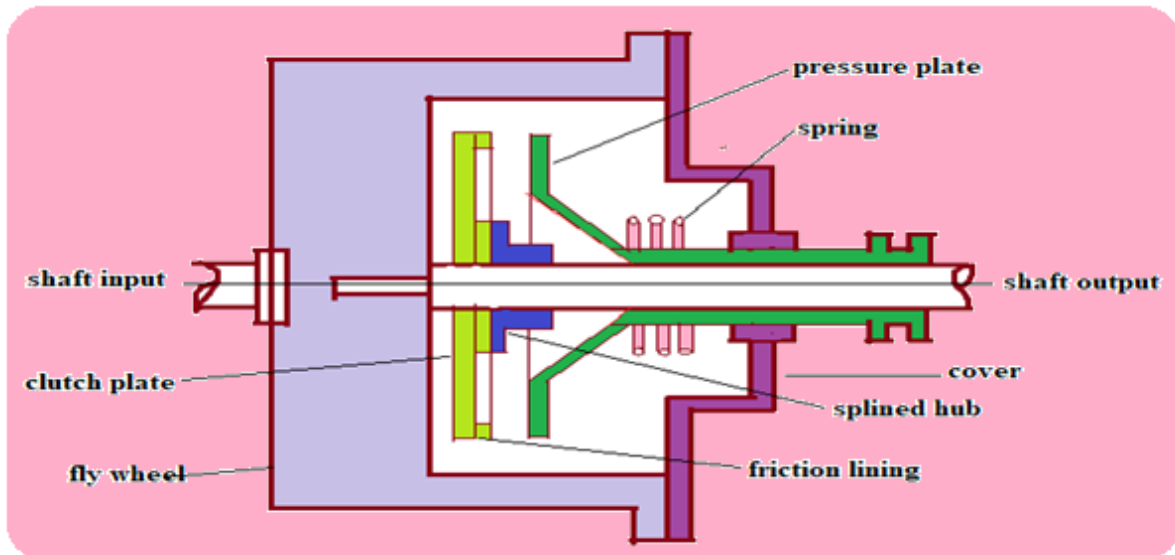 pressure plate
spring
shaft input
shaft output
clutch plate
cover
splined hub
fly wheel
friction lining